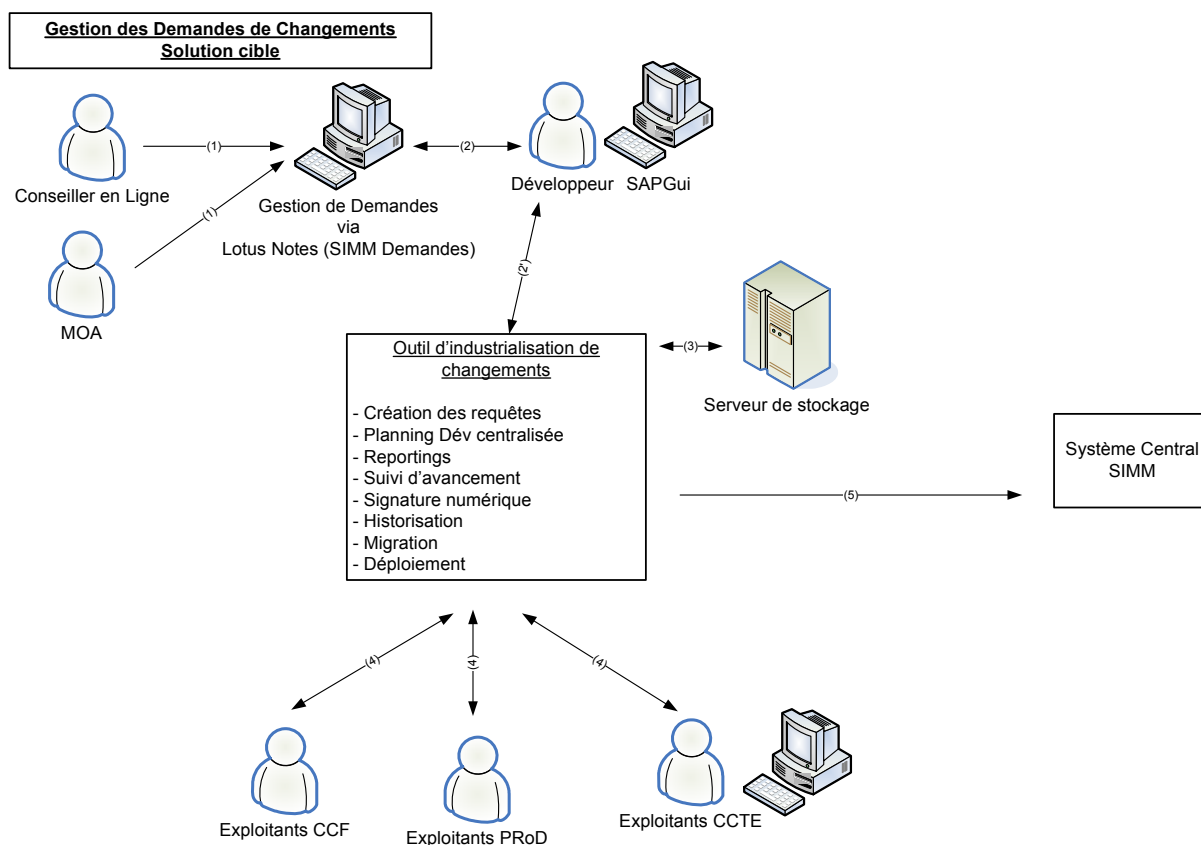 Gestion des Demandes de Changements
Solution cible
(1)
(2)
Conseiller en Ligne
Développeur
SAPGui
(1)
Gestion de Demandes
via
Lotus Notes (SIMM Demandes)
MOA
(2')
Outil d'industrialisation de
changements
(3)
Serveur de stockage
- Création des requêtes
- Planning Dév centralisée
- Reportings
- Suivi d'avancement
- Signature numérique
- Historisation
- Migration
- Déploiement
Système Central
SIMM
(5)
(4)
(4)
(4)
Exploitants CCF
Exploitants PRoD
Exploitants CCTE